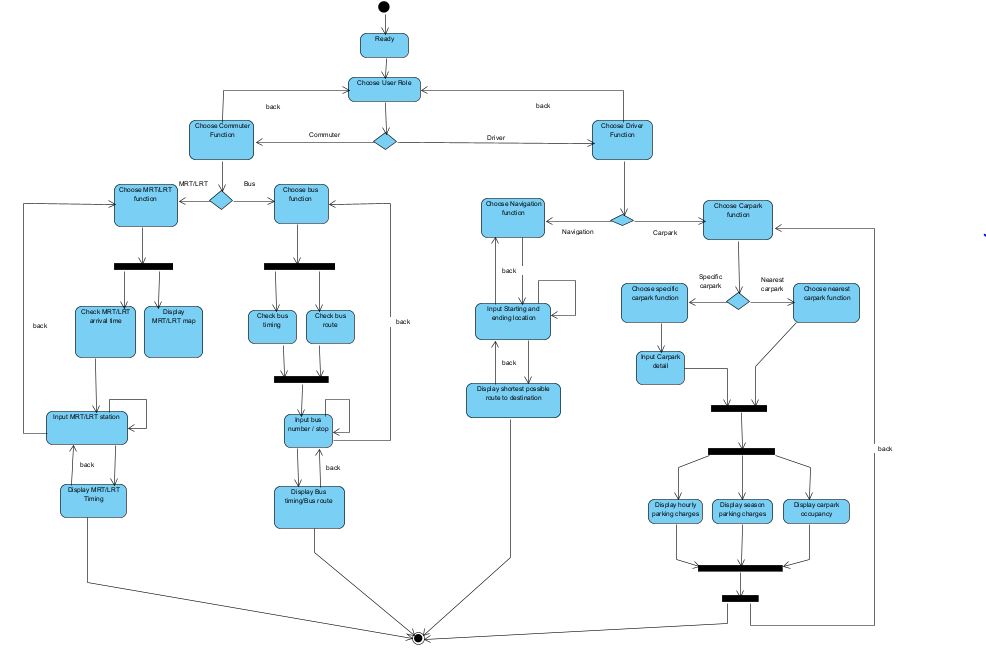 Ready
Choose User Role
back
back
Choose Commuter
Function
Commuter
Driver
Choose Driver
Function
MRT/LRT
Bus
Choose MRT/LRT
function
Choose bus
function
Choose Navigation
function
Navigation
Carpark
Choose Carpark
function
back
Specific
carpark
Nearest
carpark
Choose specific
carpark function
Choose nearest
carpark function
Check MRT/LRT
arrival time
Display
MRT/LRT map
Check bus
timing
Check bus
route
Input Starting and
ending location
back
back
Input Carpark
detail
back
Display shortest possible
route to destination
Input MRT/LRT station
Input bus
number / stop
back
back
back
Display MRT/LRT
Timing
Display Bus
timing/Bus route
Display hourly
parking charges
Display season
parking charges
Display carpark
occupancy